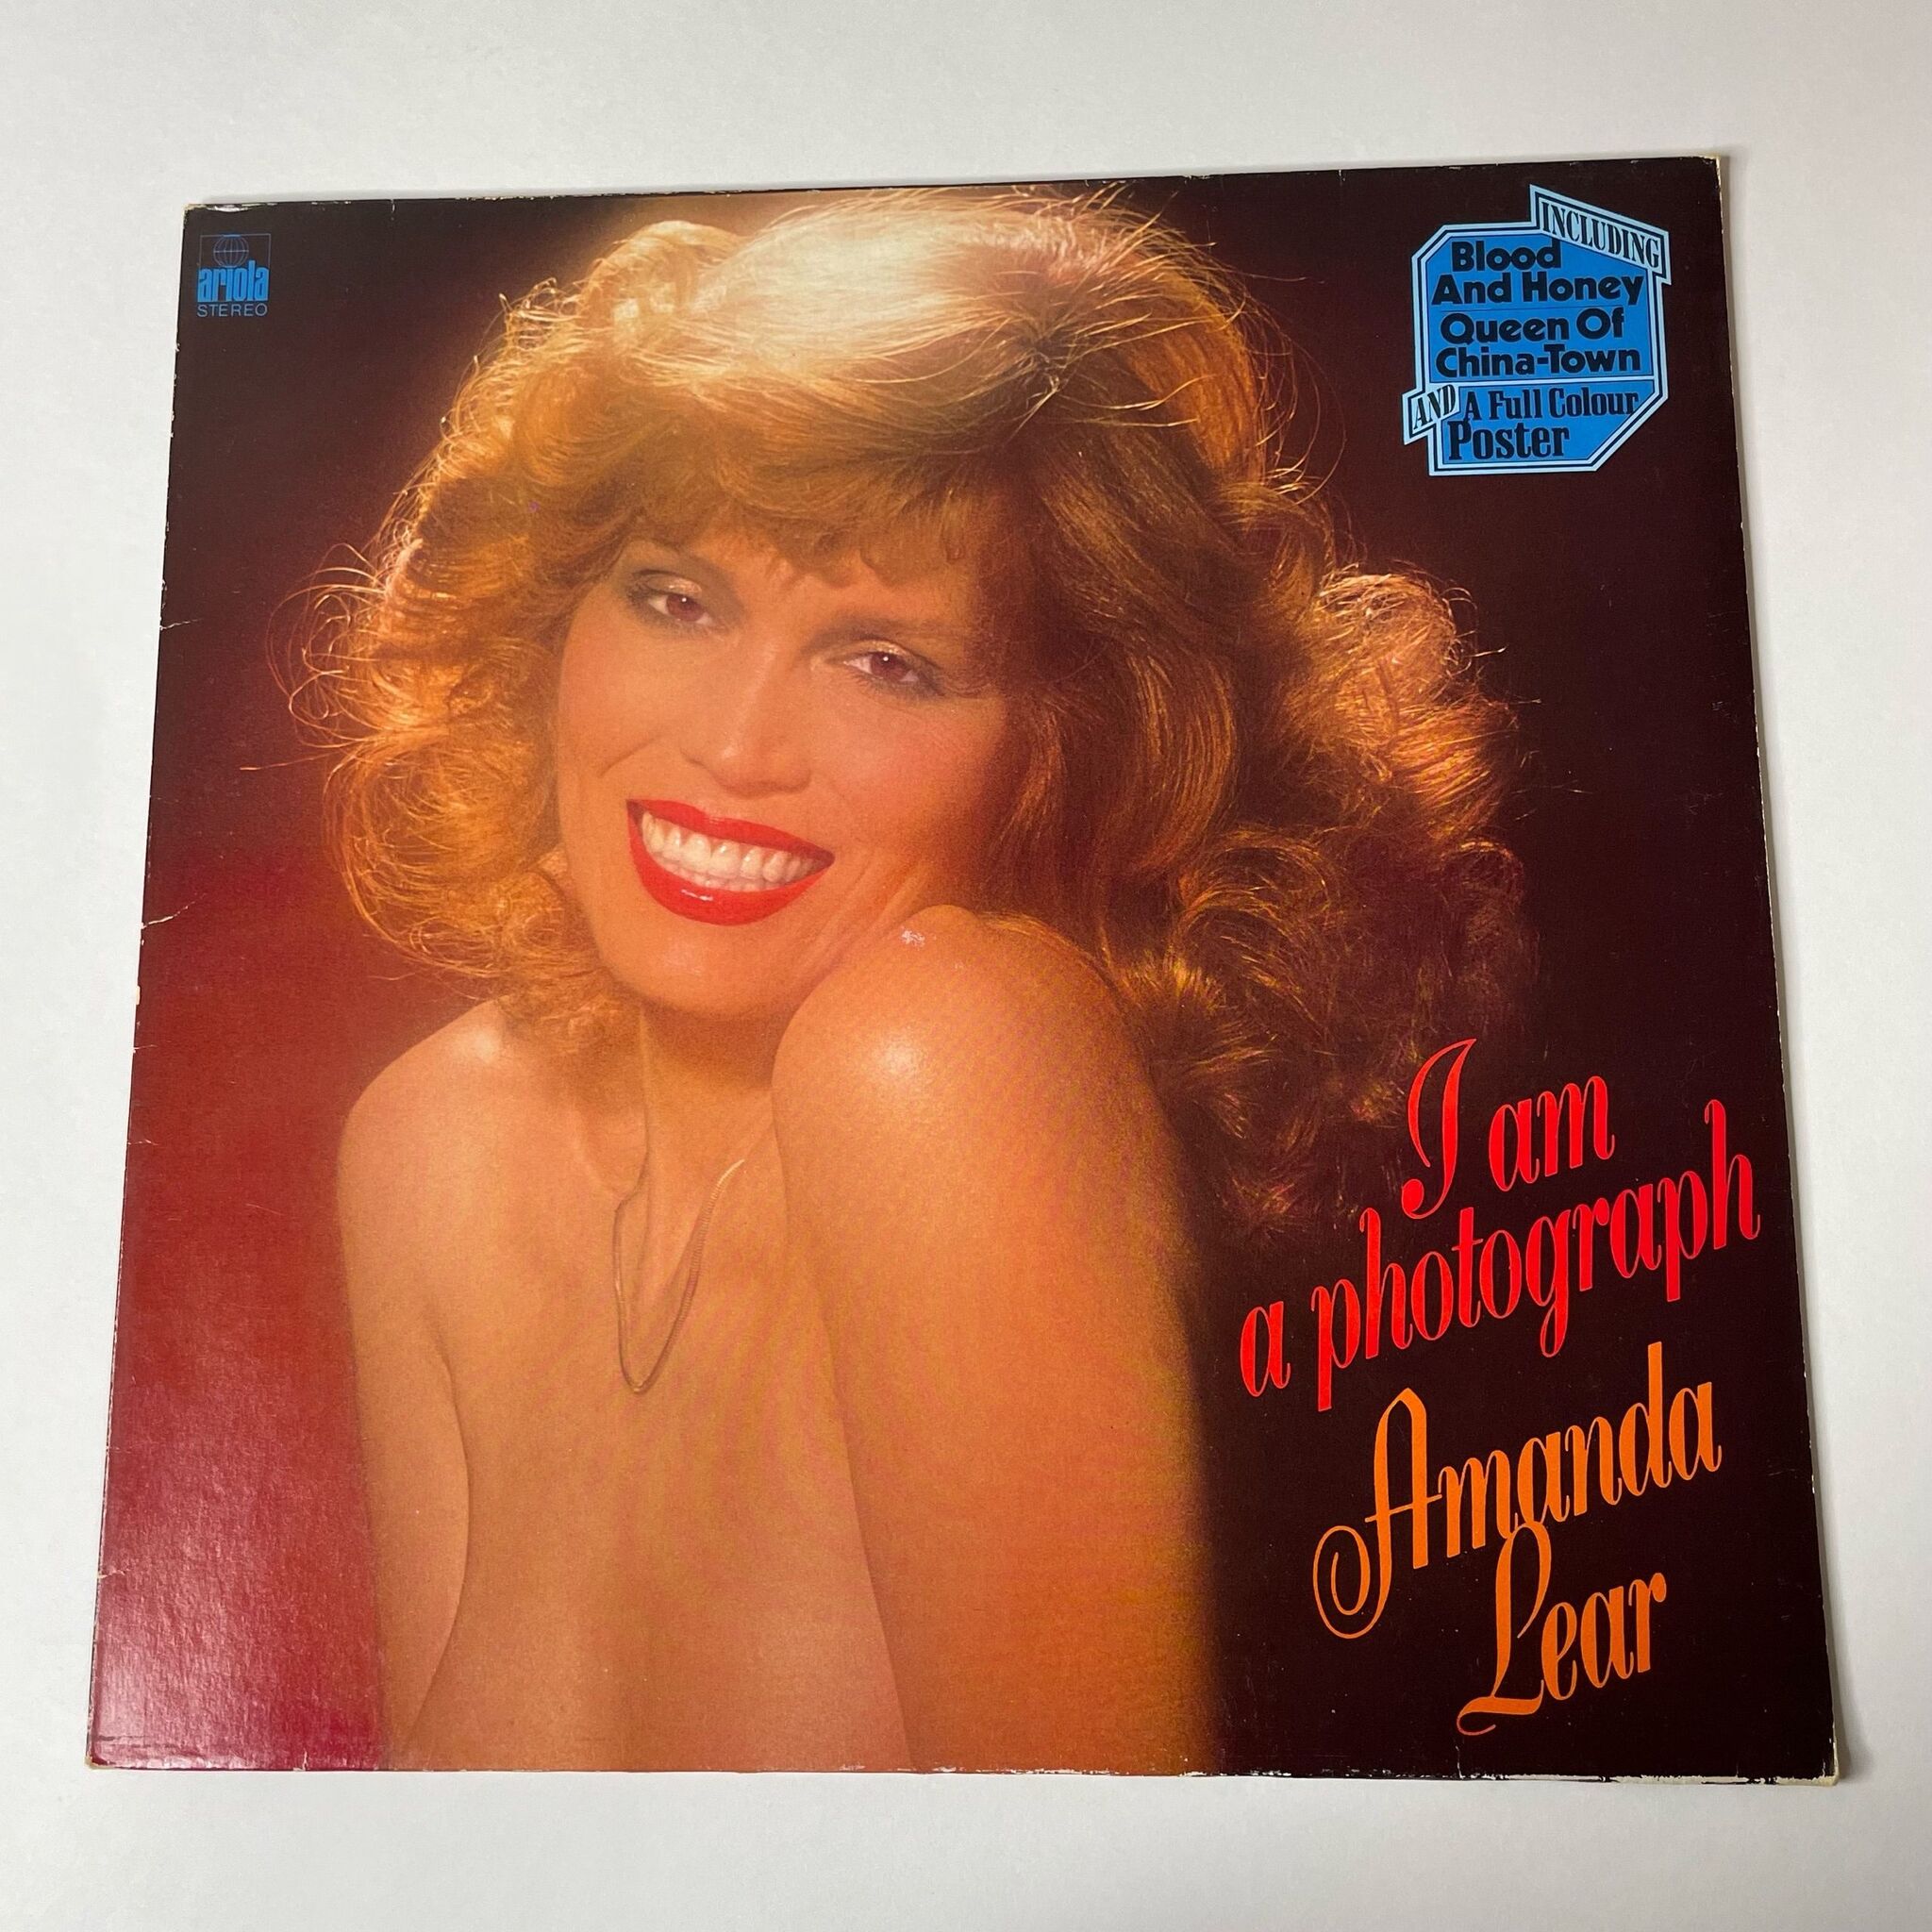 ariola
STEREO
INCLUDING
Blood
And Honey
Queen Of
China-Town
AND
A Full Colour
Poster
I am
a photograph
Amanda
Lear